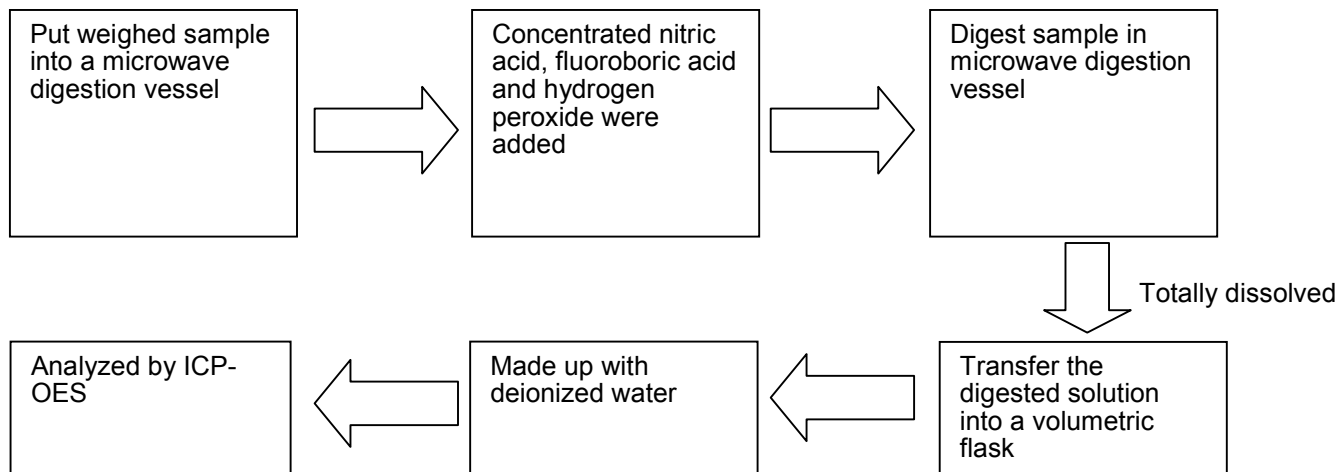 Put weighed sample
into a microwave
digestion vessel
Concentrated nitric
acid, fluoroboric acid
and hydrogen
peroxide were
added
Digest sample in
microwave digestion
vessel
Totally dissolved
Transfer the
digested solution
into a volumetric
flask
Made up with
deionized water
Analyzed by ICP-
OES